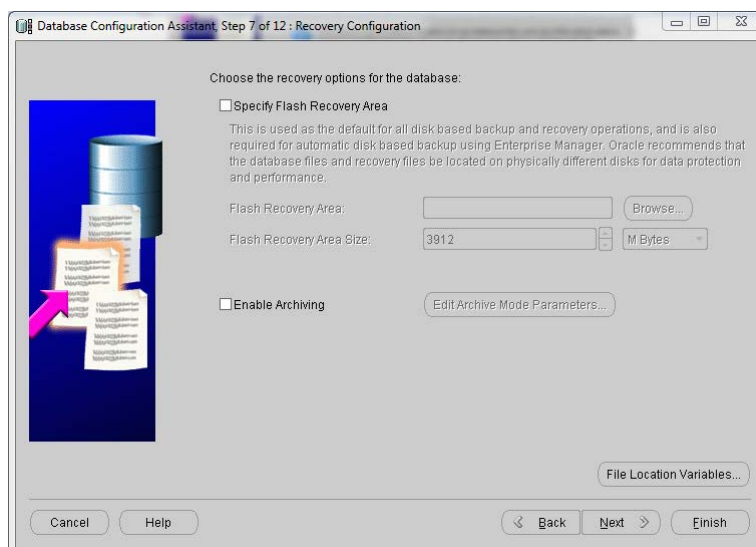 Database Configuration Assistant, Step 7 of 12 : Recovery Configuration
Choose the recovery options for the database:
Specify Flash Recovery Area
This is used as the default for all disk based backup and recovery operations, and is also
required for automatic disk based backup using Enterprise Manager. Oracle recommends that
the database files and recovery files be located on physically different disks for data protection
and performance.
Flash Recovery Area:
Browse...
Flash Recovery Area Size:
3912
M Bytes
Enable Archiving
Edit Archive Mode Parameters...
File Location Variables...
Cancel
Help
Back
Next
Finish